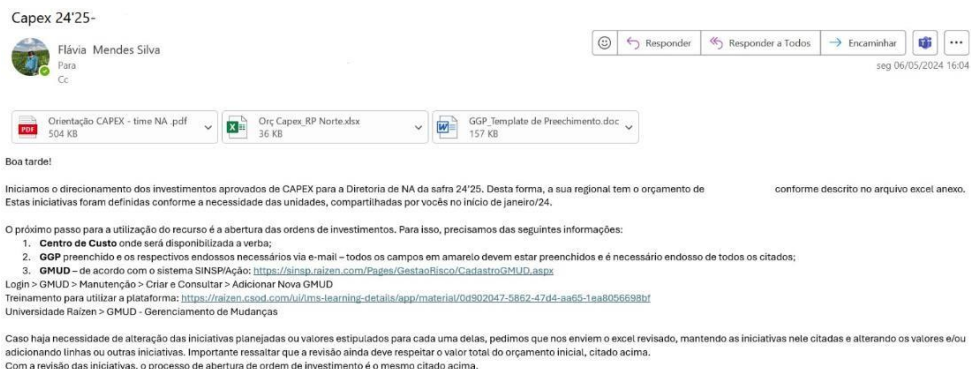 Capex 24'25-
Flávia Mendes Silva
Para
Cc
Responder
Responder a Todos
Encaminhar
seg 06/05/2024 16:04
Orientação CAPEX - time NA .pdf
504 KB
Orç Capex_RP Norte.xlsx
36 KB
GGP_Template de Preechimento.doc
157 KB
Boa tarde!
Iniciamos o direcionamento dos investimentos aprovados de CAPEX para a Diretoria de NA da safra 24'25. Desta forma, a sua regional tem o orçamento de conforme descrito no arquivo excel anexo.
Estas iniciativas foram definidas conforme a necessidade das unidades, compartilhadas por vocês no início de janeiro/24.
O próximo passo para a utilização do recurso é a abertura das ordens de investimentos. Para isso, precisamos das seguintes informações:
1. Centro de Custo onde será disponibilizada a verba;
2. GGP preenchido e os respectivos endossos necessários via e-mail – todos os campos em amarelo devem estar preenchidos e é necessário endosso de todos os citados;
3. GMUD – de acordo com o sistema SINSP/Ação: https://sinsp.raizen.com/Pages/GestaoRisco/CadastroGMUD.aspx
Login > GMUD > Manutenção > Criar e Consultar > Adicionar Nova GMUD
Treinamento para utilizar a plataforma: https://raizen.csod.com/ui/lms-learning-details/app/material/0d902047-5862-47d4-aa65-1ea8056698bf
Universidade Raízen > GMUD - Gerenciamento de Mudanças
Caso haja necessidade de alteração das iniciativas planejadas ou valores estipulados para cada uma delas, pedimos que nos enviem o excel revisado, mantendo as iniciativas nele citadas e alterando os valores e/ou
adicionando linhas ou outras iniciativas. Importante ressaltar que a revisão ainda deve respeitar o valor total do orçamento inicial, citado acima.
Com a revisão das iniciativas, o processo de abertura de ordem de investimento é o mesmo citado acima.